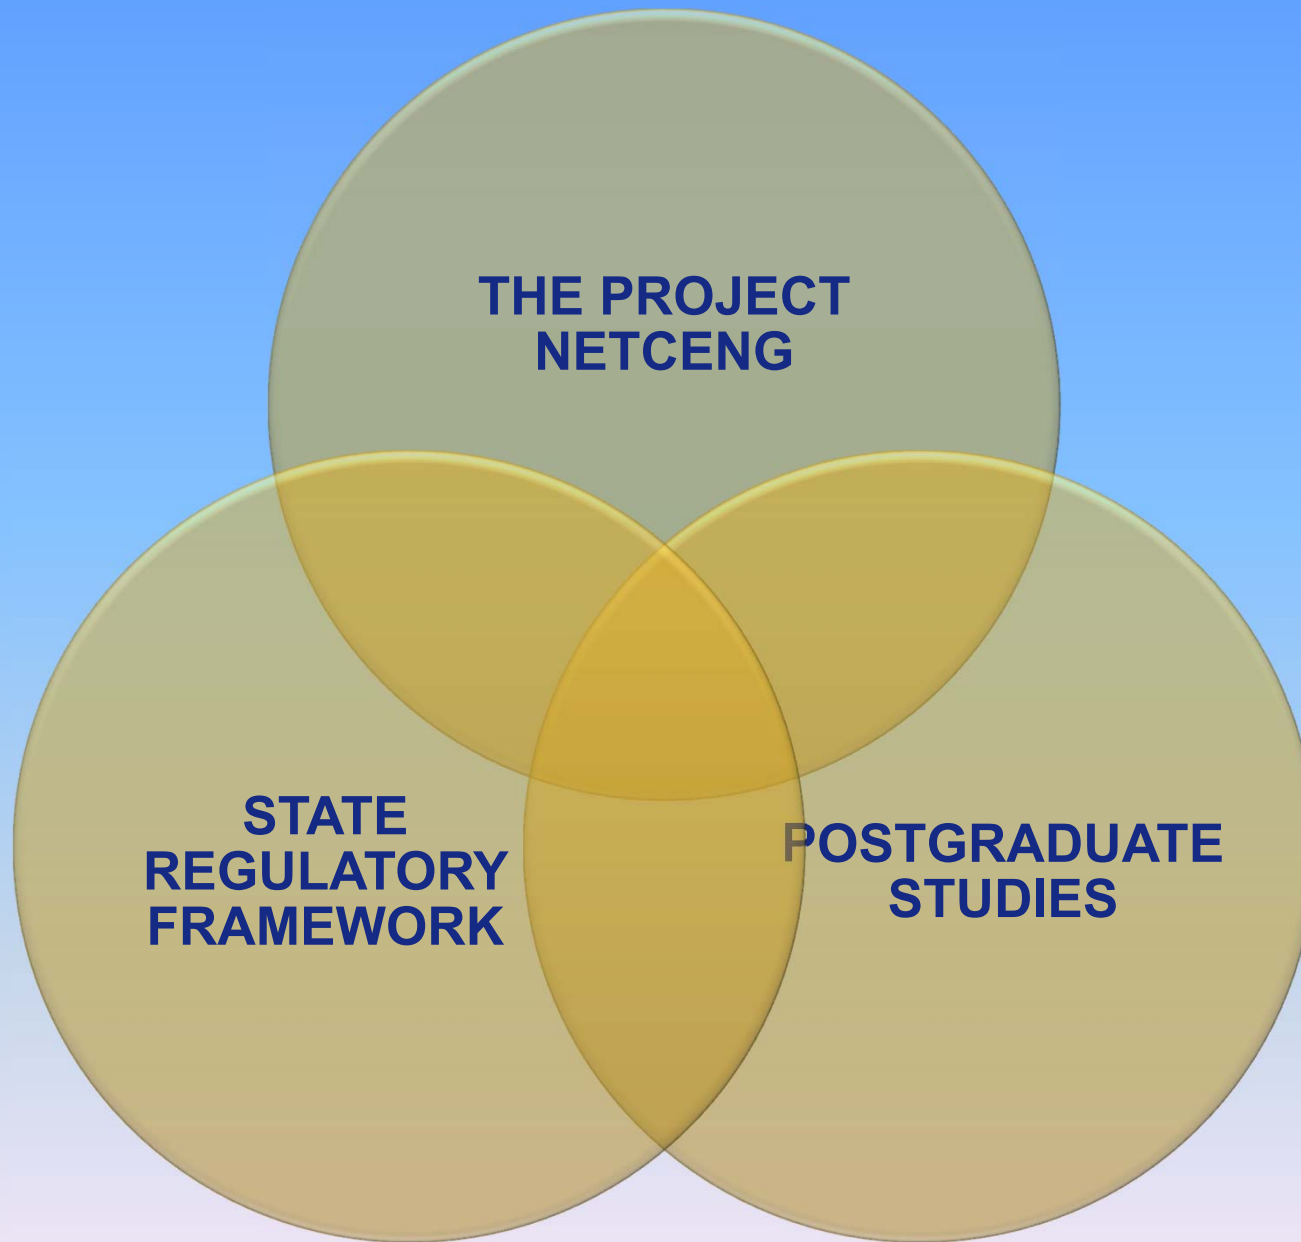 THE PROJECT
NETCENG
STATE
REGULATORY
FRAMEWORK
POSTGRADUATE
STUDIES